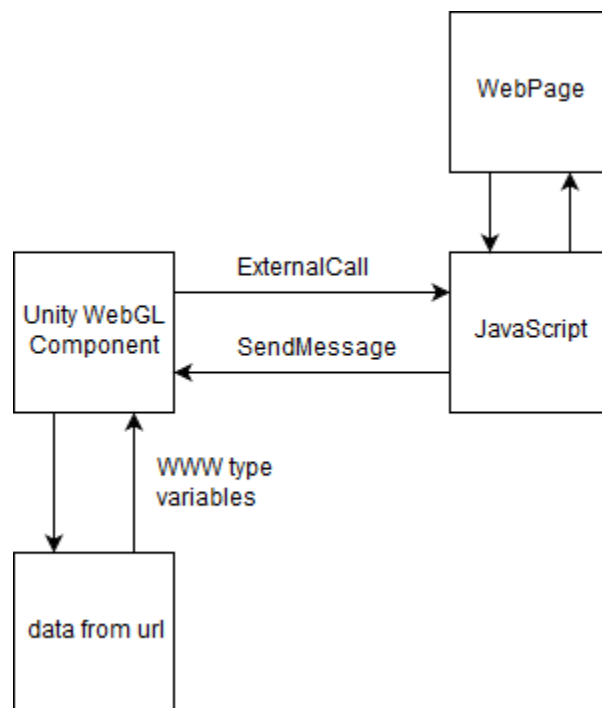 WebPage
ExternalCall
Unity WebGL
Component
JavaScript
SendMessage
WWW type
variables
data from url